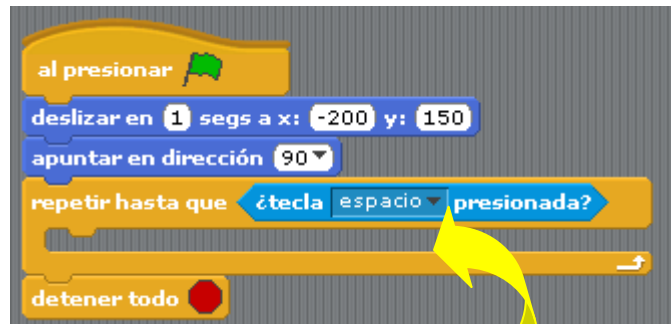 al presionar
deslizar en 1 segs a x: -200 y: 150
apuntar en dirección 90
repetir hasta que ¿tecla espacio presionada?
detener todo